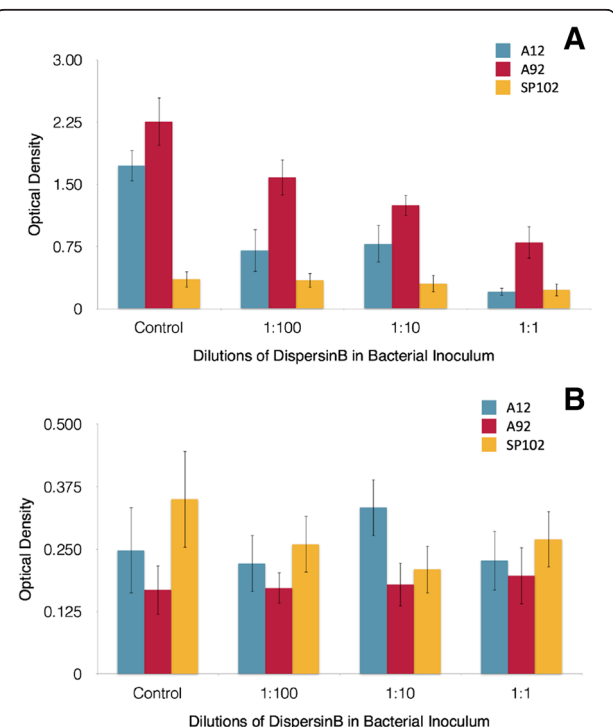 A
A12
A92
SP102
3.00
2.25
1.50
0.75
0
Optical Density
Control 1:100 1:10 1:1
Dilutions of DispersinB in Bacterial Inoculum
B
A12
A92
SP102
0.500
0.375
0.250
0.125
0
Optical Density
Control 1:100 1:10 1:1
Dilutions of DispersinB in Bacterial Inoculum